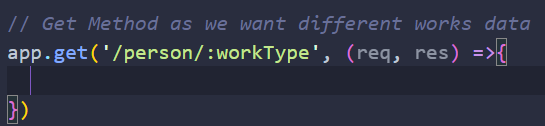 // Get Method as we want different works data
app.get('/person/:workType', (req, res) =>{
})